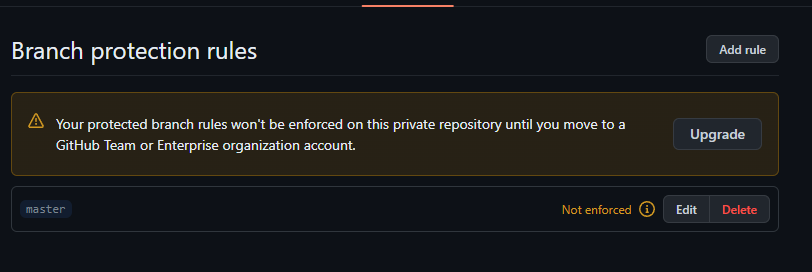 Branch protection rules
Add rule
Your protected branch rules won't be enforced on this private repository until you move to a
GitHub Team or Enterprise organization account.
Upgrade
master
Not enforced
Edit
Delete